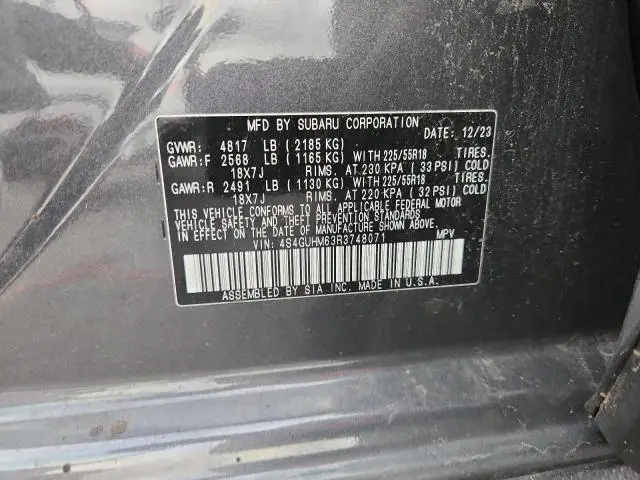 MFD BY SUBARU CORPORATION
DATE: 12/23
GVWR: 4817 LB (2185 KG)
GAWR:F 2568 LB (1165 KG) WITH 225/55R18 TIRES.
18X7J RIMS. AT 230 KPA (33 PSI) COLD
GAWR:R 2491 LB (1130 KG) WITH 225/55R18 TIRES.
18X7J RIMS. AT 220 KPA (32 PSI) COLD
THIS VEHICLE CONFORMS TO ALL APPLICABLE FEDERAL MOTOR
VEHICLE SAFETY AND THEFT PREVENTION STANDARDS
IN EFFECT ON THE DATE OF MANUFACTURE SHOWN ABOVE.
VIN: 4S4GUHM63R3748071 MPV
ASSEMBLED BY SIA INC. MADE IN U.S.A.